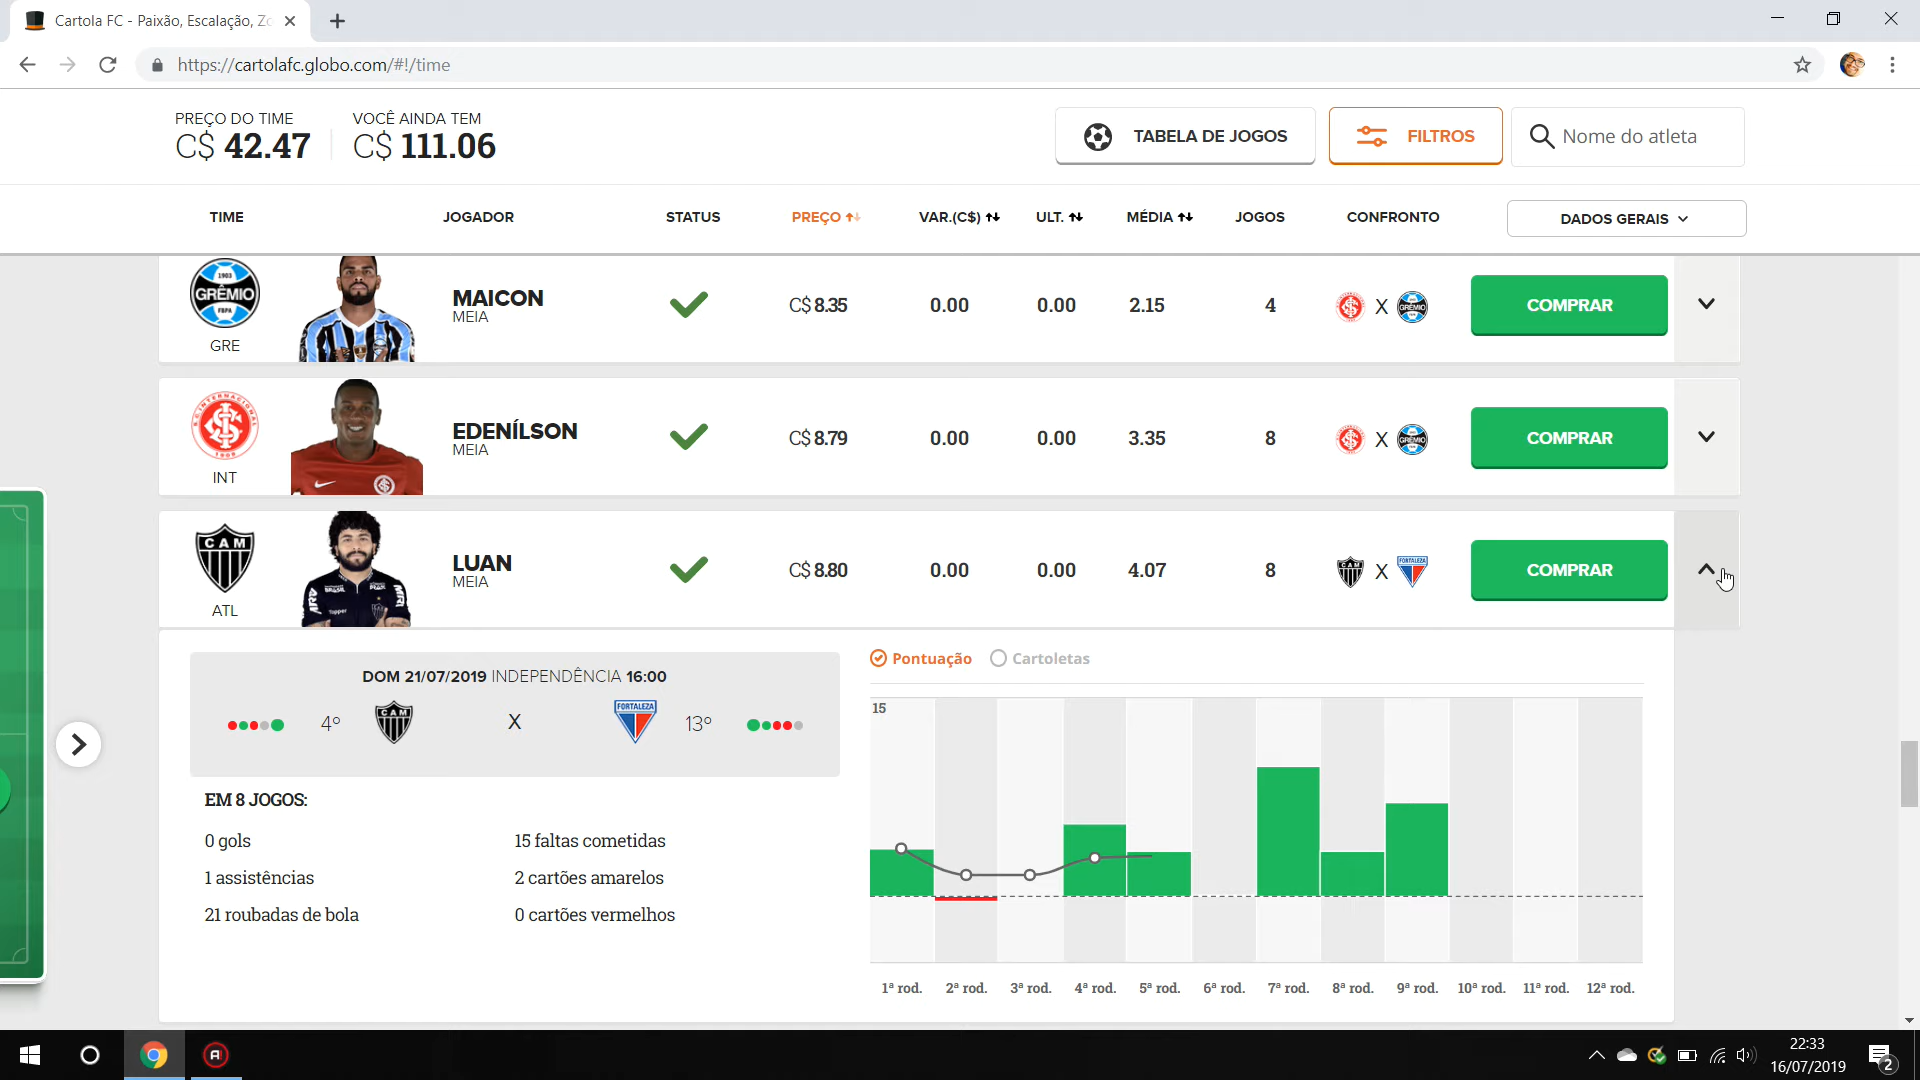 Cartola FC - Paixão, Escalação, Zo
https://cartolafc.globo.com/#!/time
PREÇO DO TIME
C$ 42.47
VOCÊ AINDA TEM
C$ 111.06
TABELA DE JOGOS
FILTROS
Nome do atleta
TIME JOGADOR STATUS PREÇO VAR.(C$) ULT. MÉDIA JOGOS CONFRONTO DADOS GERAIS
1903
GRÊMIO
FBPA
GRE
MAICON
MEIA
C$ 8.35 0.00 0.00 2.15 4 X COMPRAR
INT
EDENÍLSON
MEIA
C$ 8.79 0.00 0.00 3.35 8 X COMPRAR
CAM
ATL
LUAN
MEIA
C$ 8.80 0.00 0.00 4.07 8 X COMPRAR
DOM 21/07/2019 INDEPENDÊNCIA 16:00
4º CAM X FORTALEZA 13º
EM 8 JOGOS:
0 gols
15 faltas cometidas
1 assistências
2 cartões amarelos
21 roubadas de bola
0 cartões vermelhos
Pontuação Cartoletas
15
1ª rod. 2ª rod. 3ª rod. 4ª rod. 5ª rod. 6ª rod. 7ª rod. 8ª rod. 9ª rod. 10ª rod. 11ª rod. 12ª rod.
22:33
16/07/2019
2